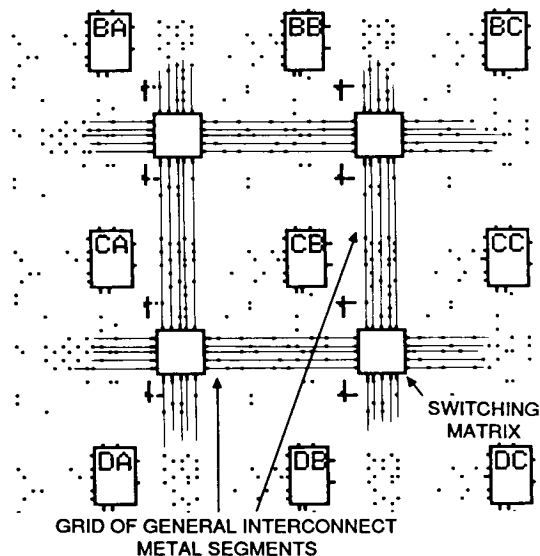 BA BB BC
CA CB CC
SWITCHING
MATRIX
DA DB DC
GRID OF GENERAL INTERCONNECT
METAL SEGMENTS